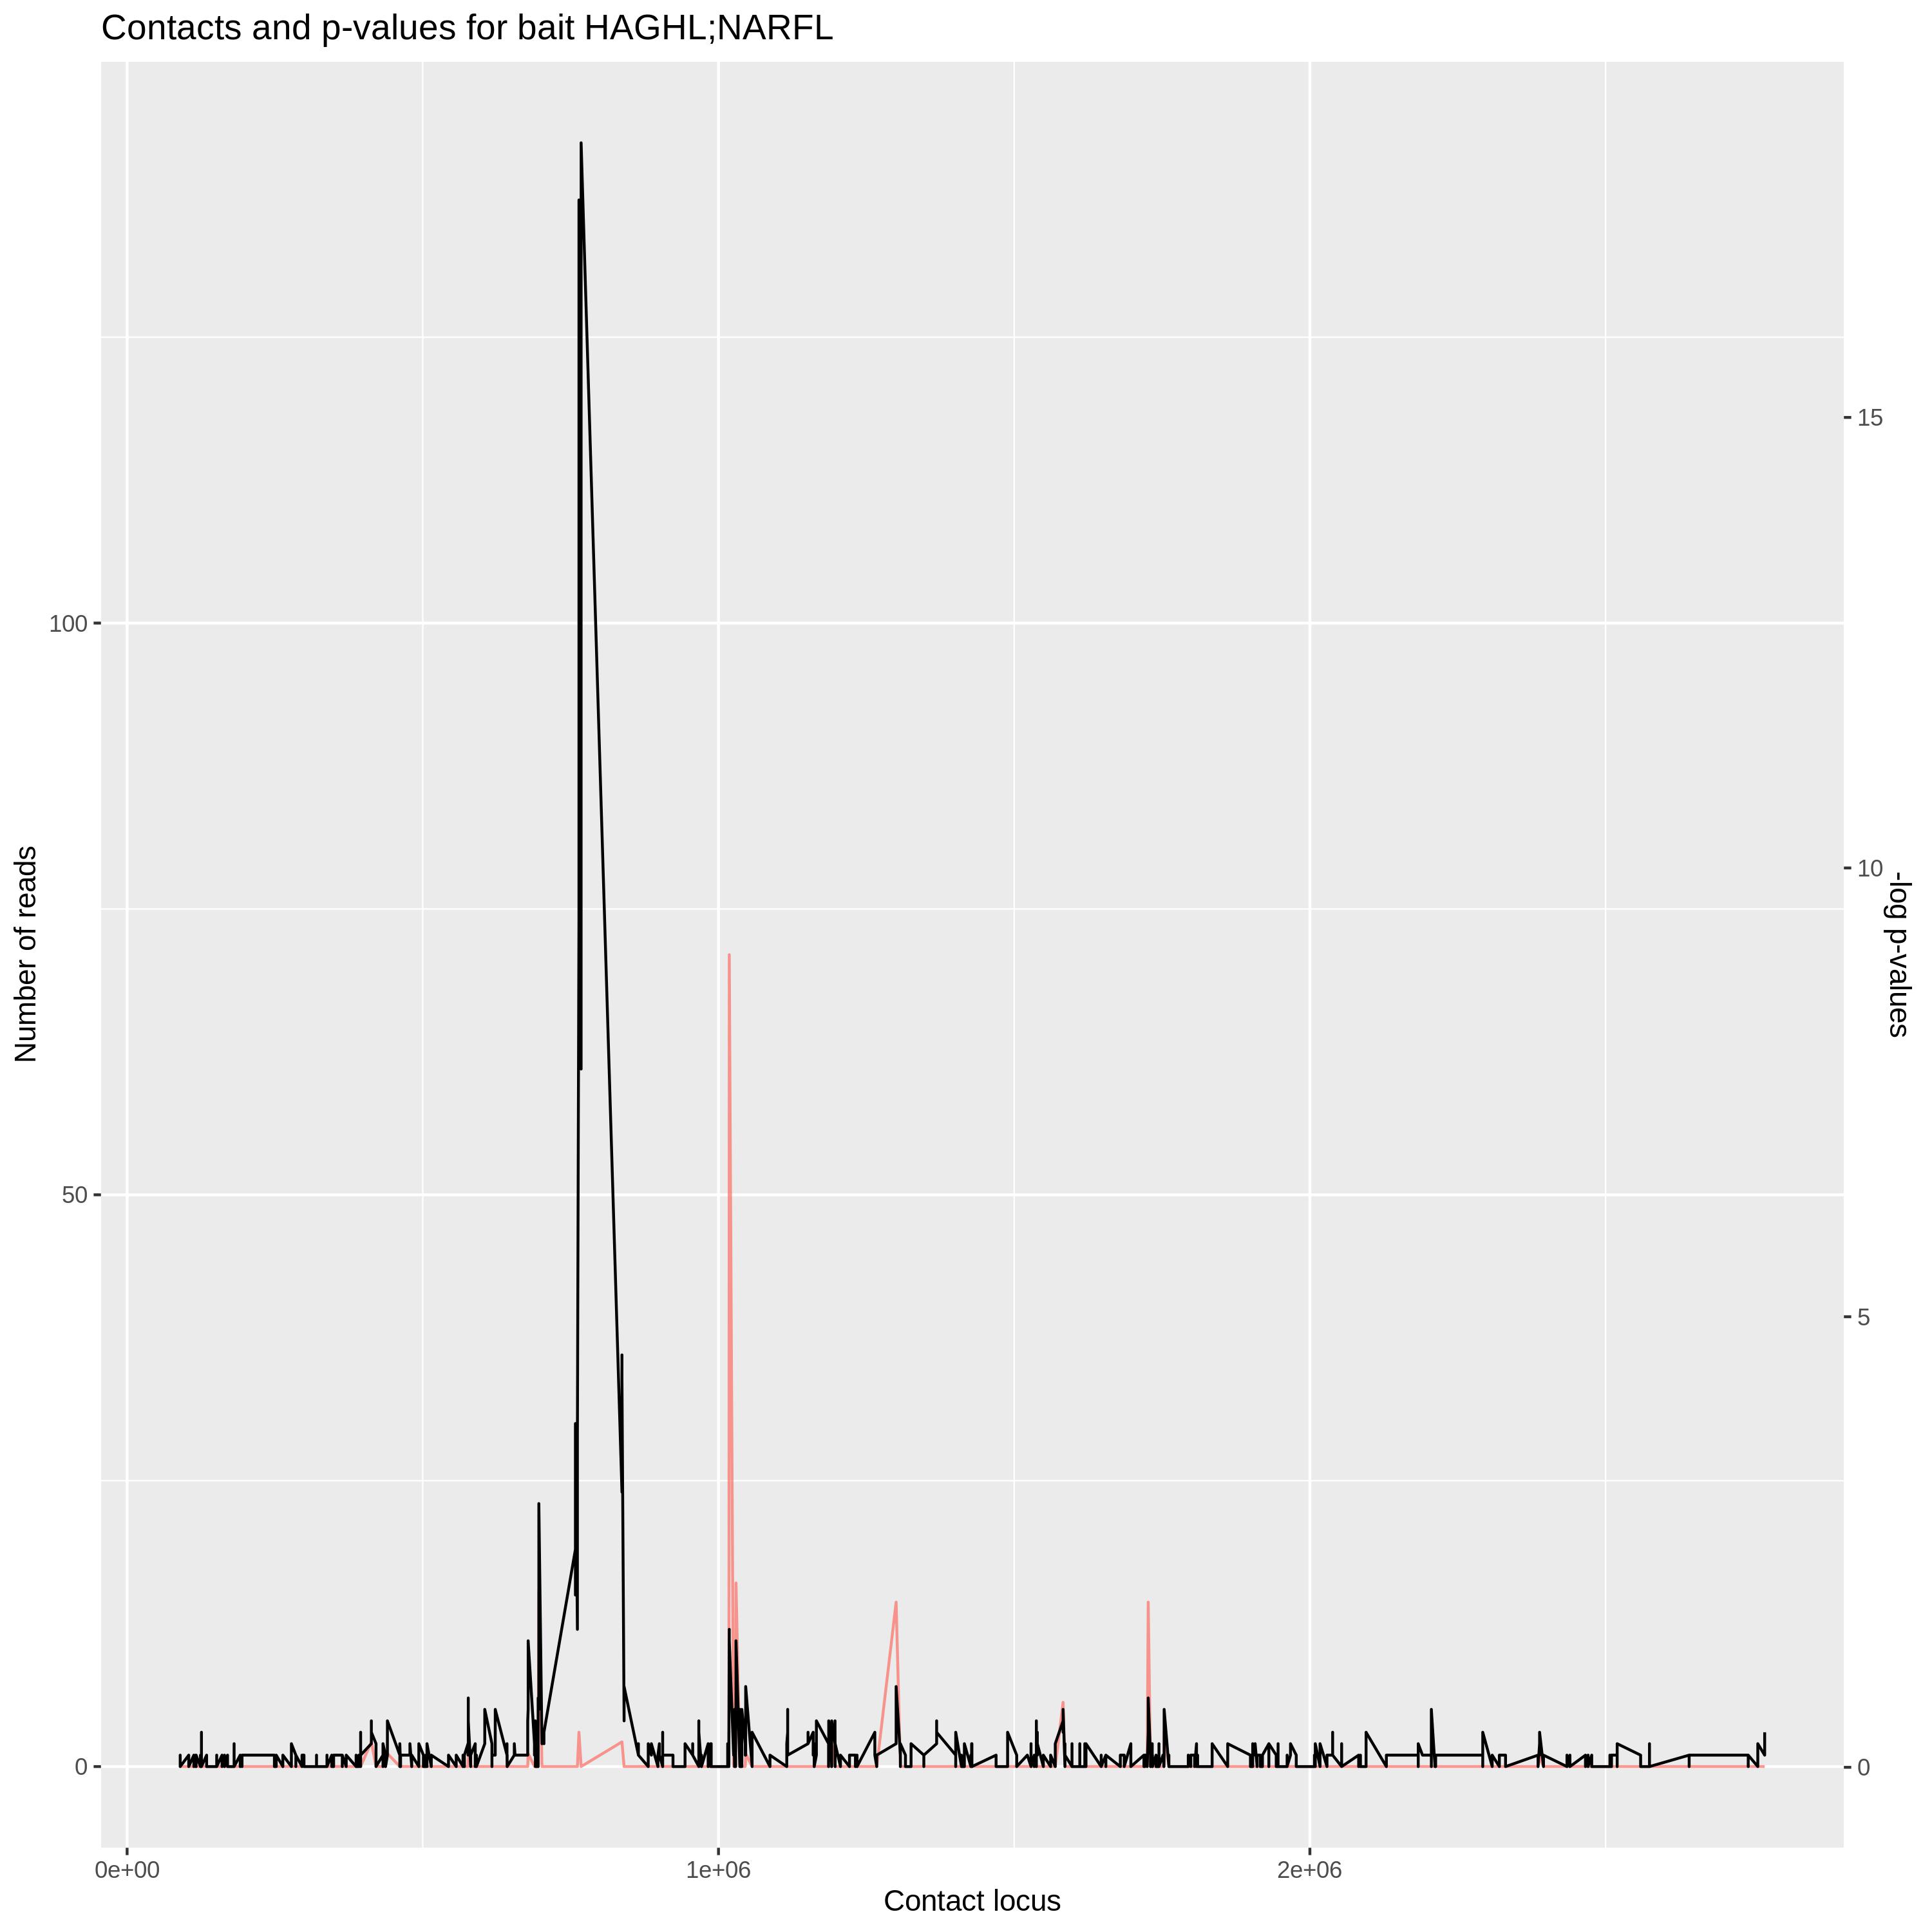 Contacts and p-values for bait HAGHL;NARFL
Number of reads
100
50
0
15
10
5
0
-log p-values
0e+00
1e+06
2e+06
Contact locus